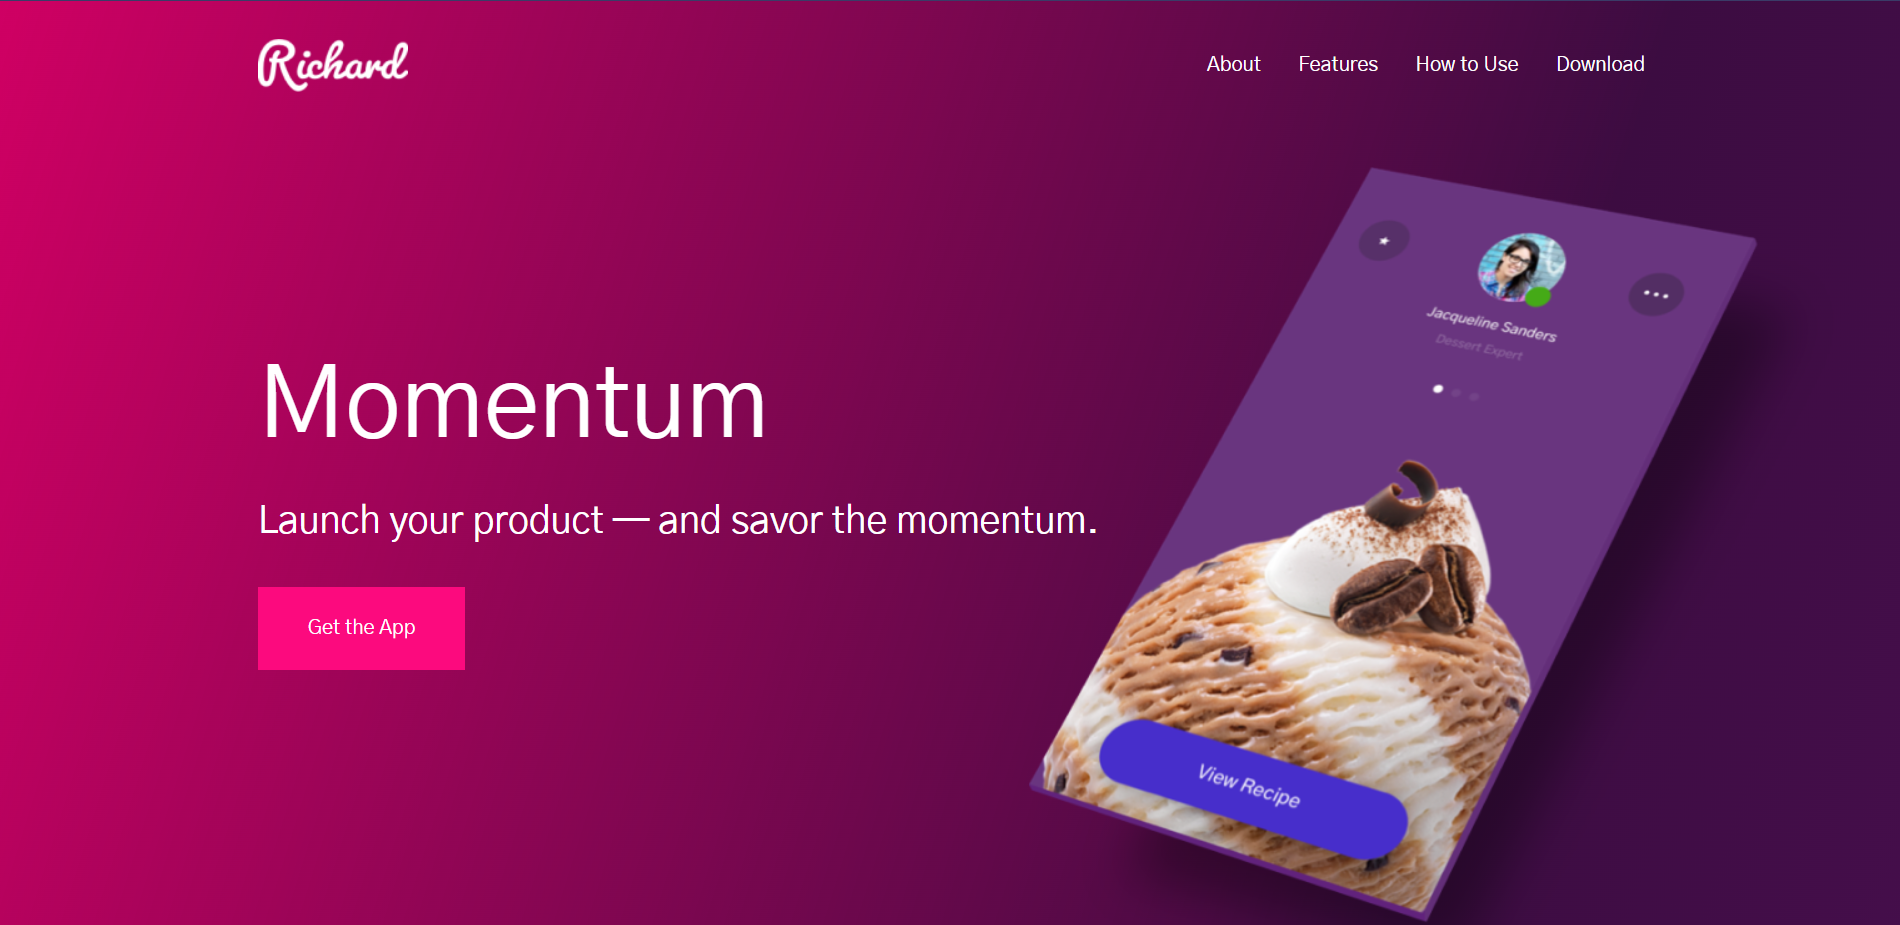 Richard
About Features How to Use Download
Jacqueline Sanders
Dessert Expert
Momentum
Launch your product — and savor the momentum.
Get the App
View Recipe